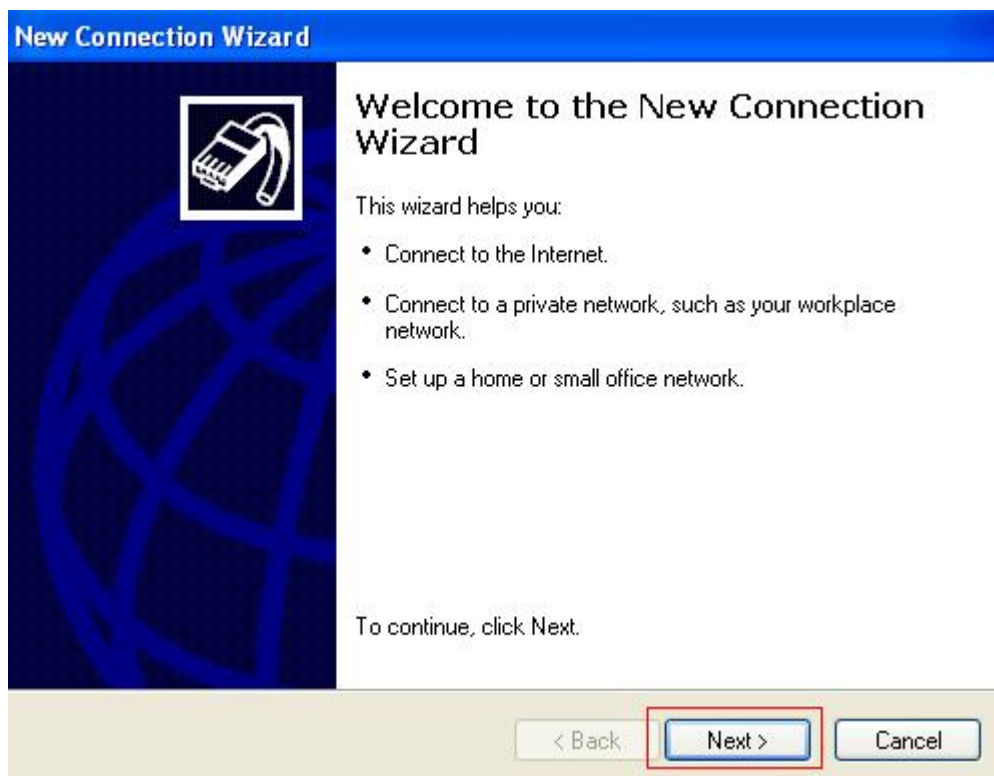 New Connection Wizard
Welcome to the New Connection
Wizard
This wizard helps you:
• Connect to the Internet.
• Connect to a private network, such as your workplace
network.
• Set up a home or small office network.
To continue, click Next.
< Back
Next >
Cancel